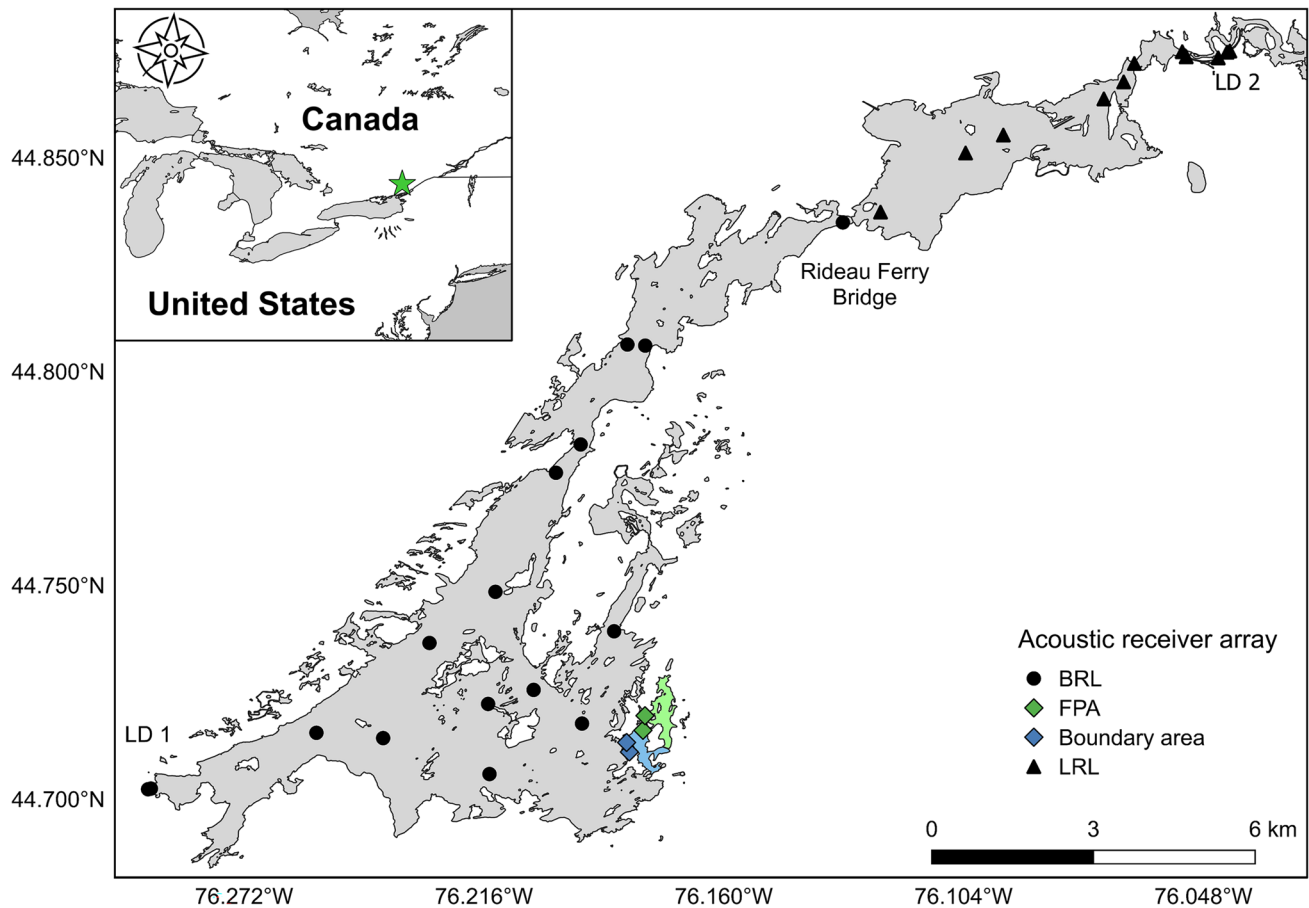 Canada
United States
LD 2
Rideau Ferry
Bridge
LD 1
44.850°N
44.800°N
44.750°N
44.700°N
Acoustic receiver array
BRL
FPA
Boundary area
LRL
0 3 6 km
76.272°W 76.216°W 76.160°W 76.104°W 76.048°W